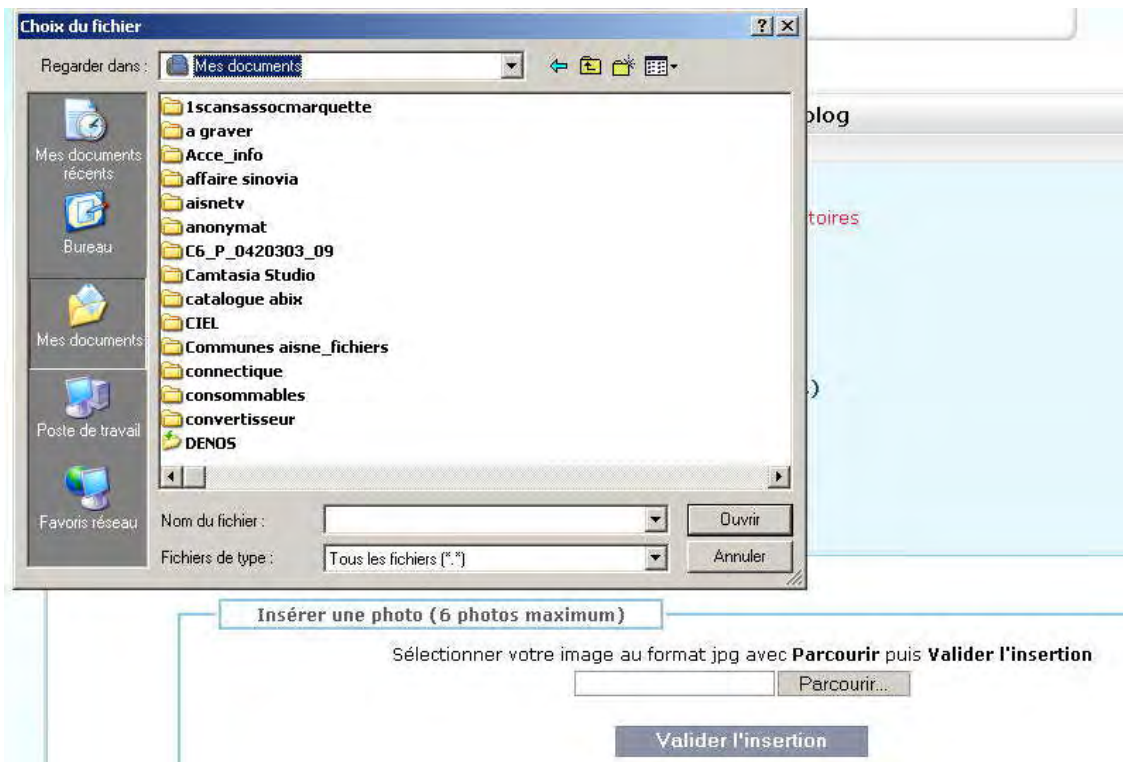 Choix du fichier
Regarder dans :
Mes documents
Mes documents
récents
Bureau
Mes documents
Poste de travail
Favoris réseau
1scansassocmarquette
a graver
Acce_info
affaire sinovia
aisnetv
anonymat
C6_P_0420303_09
Camtasia Studio
catalogue abix
CIEL
Communes aisne_fichiers
connectique
consommables
convertisseur
DENOS
Nom du fichier :
Ouvrir
Fichiers de type :
Tous les fichiers (*.*)
Annuler
blog
toires
Insérer une photo (6 photos maximum)
Sélectionner votre image au format jpg avec Parcourir puis Valider l'insertion
Parcourir...
Valider l'insertion